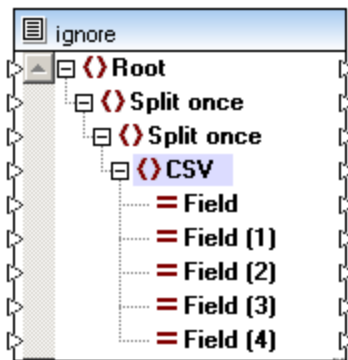 ignore
Root
Split once
Split once
CSV
Field
Field (1)
Field (2)
Field (3)
Field (4)